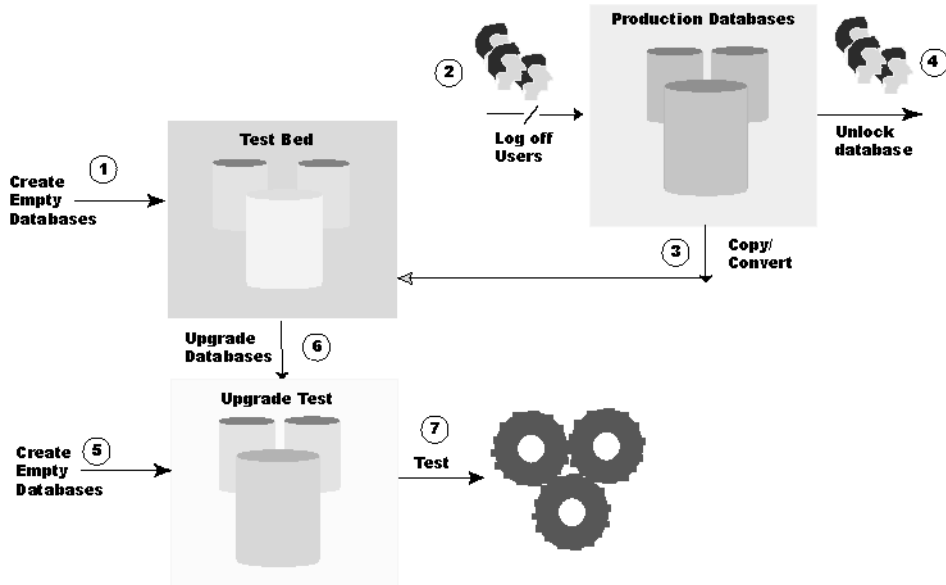 Production Databases
2
4
Log off
Users
Unlock
database
Test Bed
1
Create
Empty
Databases
3
Copy/
Convert
Upgrade
Databases
6
Upgrade Test
5
Create
Empty
Databases
7
Test